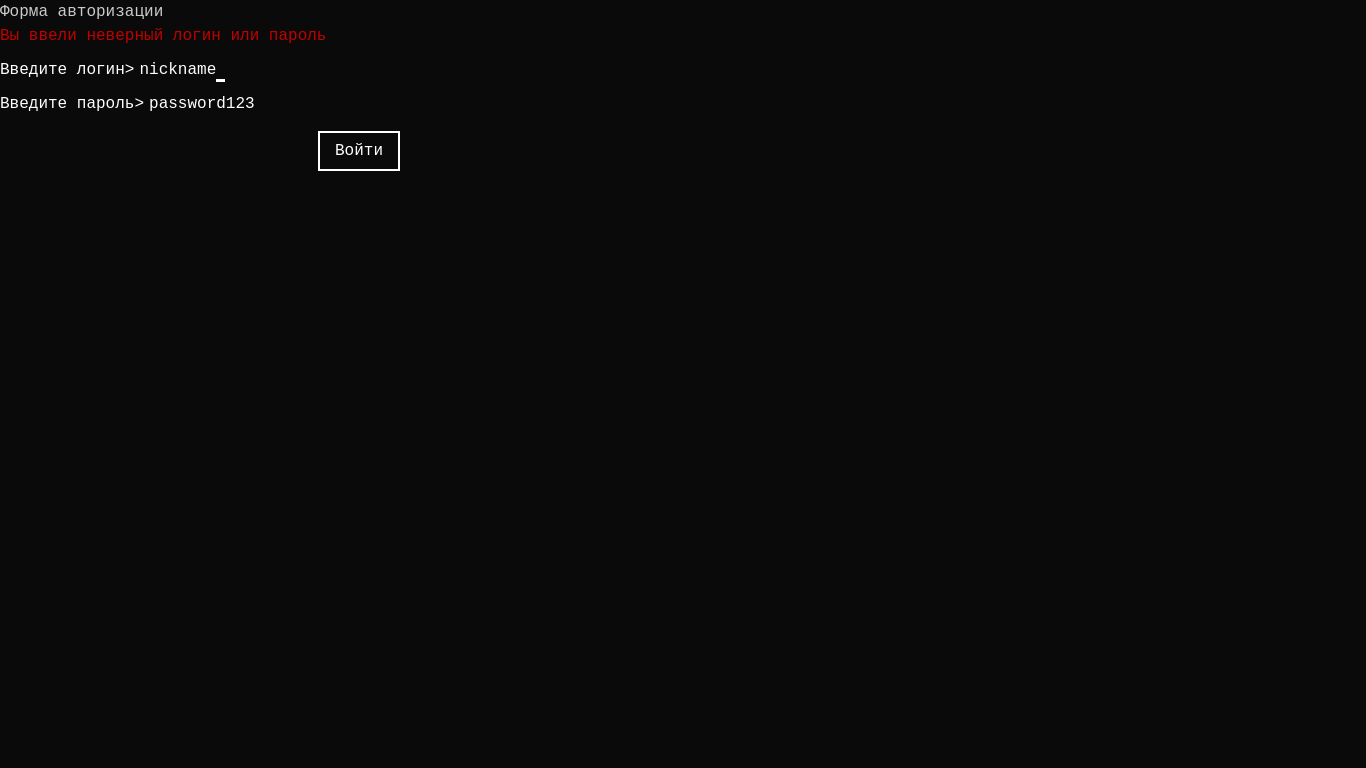 Форма авторизации
Вы ввели неверный логин или пароль
Введите логин> nickname
Введите пароль> password123
Войти